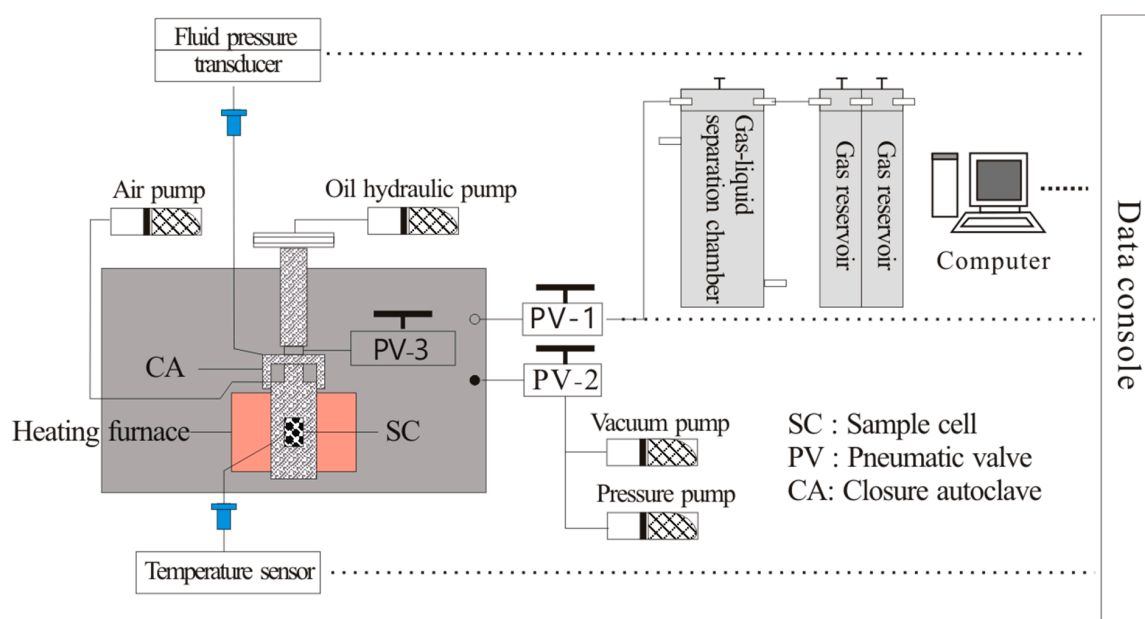 Fluid pressure
transducer
Air pump
Oil hydraulic pump
Gas-liquid
separation chamber
Gas reservoir
Gas reservoir
Computer
Data console
PV-1
PV-3
PV-2
CA
Heating furnace
SC
Vacuum pump
Pressure pump
SC : Sample cell
PV : Pneumatic valve
CA: Closure autoclave
Temperature sensor